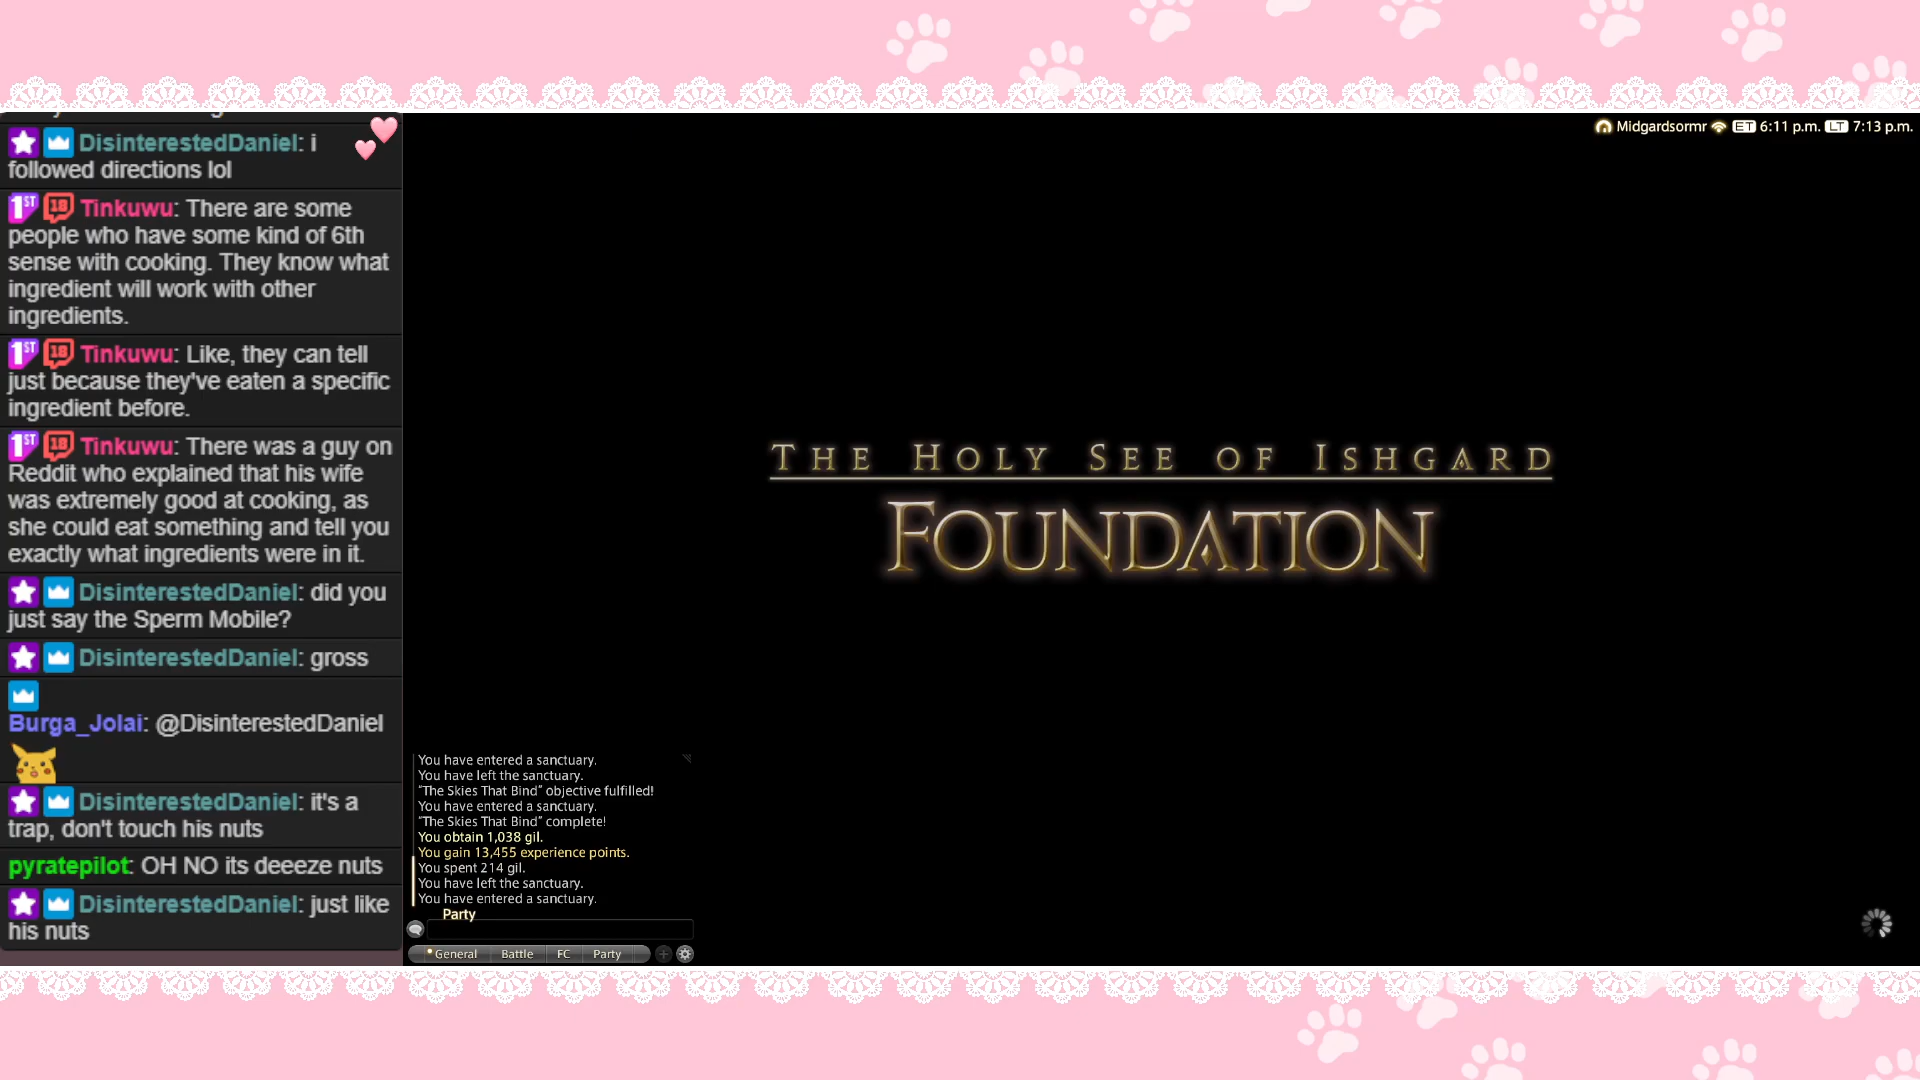 DisinterestedDaniel: i
followed directions lol
1ST 18 Tinkuwu: There are some
people who have some kind of 6th
sense with cooking. They know what
ingredient will work with other
ingredients.
1ST 18 Tinkuwu: Like, they can tell
just because they've eaten a specific
ingredient before.
1ST 18 Tinkuwu: There was a guy on
Reddit who explained that his wife
was extremely good at cooking, as
she could eat something and tell you
exactly what ingredients were in it.
DisinterestedDaniel: did you
just say the Sperm Mobile?
DisinterestedDaniel: gross
Burga_Jolai: @DisinterestedDaniel
DisinterestedDaniel: it's a
trap, don't touch his nuts
pyratepilot: OH NO its deeeze nuts
DisinterestedDaniel: just like
his nuts
Midgardsormr ET 6:11 p.m. LT 7:13 p.m.
THE HOLY SEE OF ISHGARD
FOUNDATION
You have entered a sanctuary.
You have left the sanctuary.
"The Skies That Bind" objective fulfilled!
You have entered a sanctuary.
"The Skies That Bind" complete!
You obtain 1,038 gil.
You gain 13,455 experience points.
You spent 214 gil.
You have left the sanctuary.
You have entered a sanctuary.
Party
General Battle FC Party